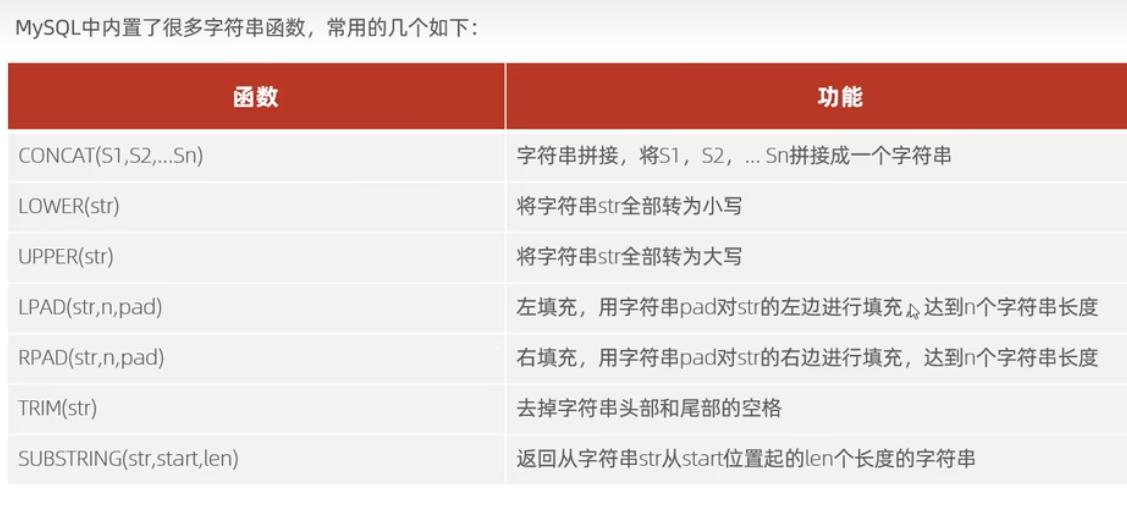 MySQL中内置了很多字符串函数，常用的几个如下：
函数 功能
CONCAT(S1,S2,...Sn) 字符串拼接，将S1，S2，... Sn拼接成一个字符串
LOWER(str) 将字符串str全部转为小写
UPPER(str) 将字符串str全部转为大写
LPAD(str,n,pad) 左填充，用字符串pad对str的左边进行填充，达到n个字符串长度
RPAD(str,n,pad) 右填充，用字符串pad对str的右边进行填充，达到n个字符串长度
TRIM(str) 去掉字符串头部和尾部的空格
SUBSTRING(str,start,len) 返回从字符串str从start位置起的len个长度的字符串